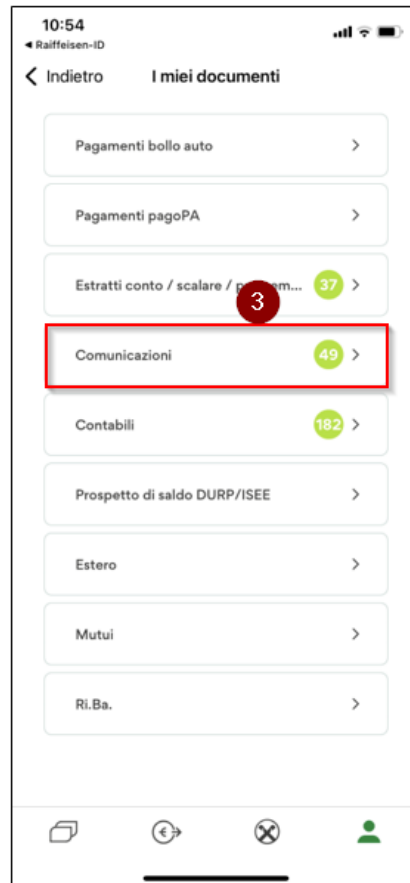 10:54
Raiffeisen-ID
Indietro
I miei documenti
Pagamenti bollo auto
Pagamenti pagoPA
Estratti conto / scalare /
37
3
Comunicazioni
49
Contabili
182
Prospetto di saldo DURP/ISEE
Estero
Mutui
Ri.Ba.